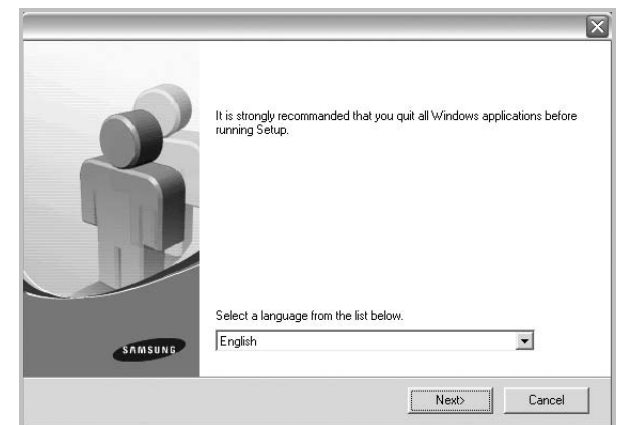 It is strongly recommanded that you quit all Windows applications before
running Setup.
Select a language from the list below.
English
SAMSUNG
Next>
Cancel